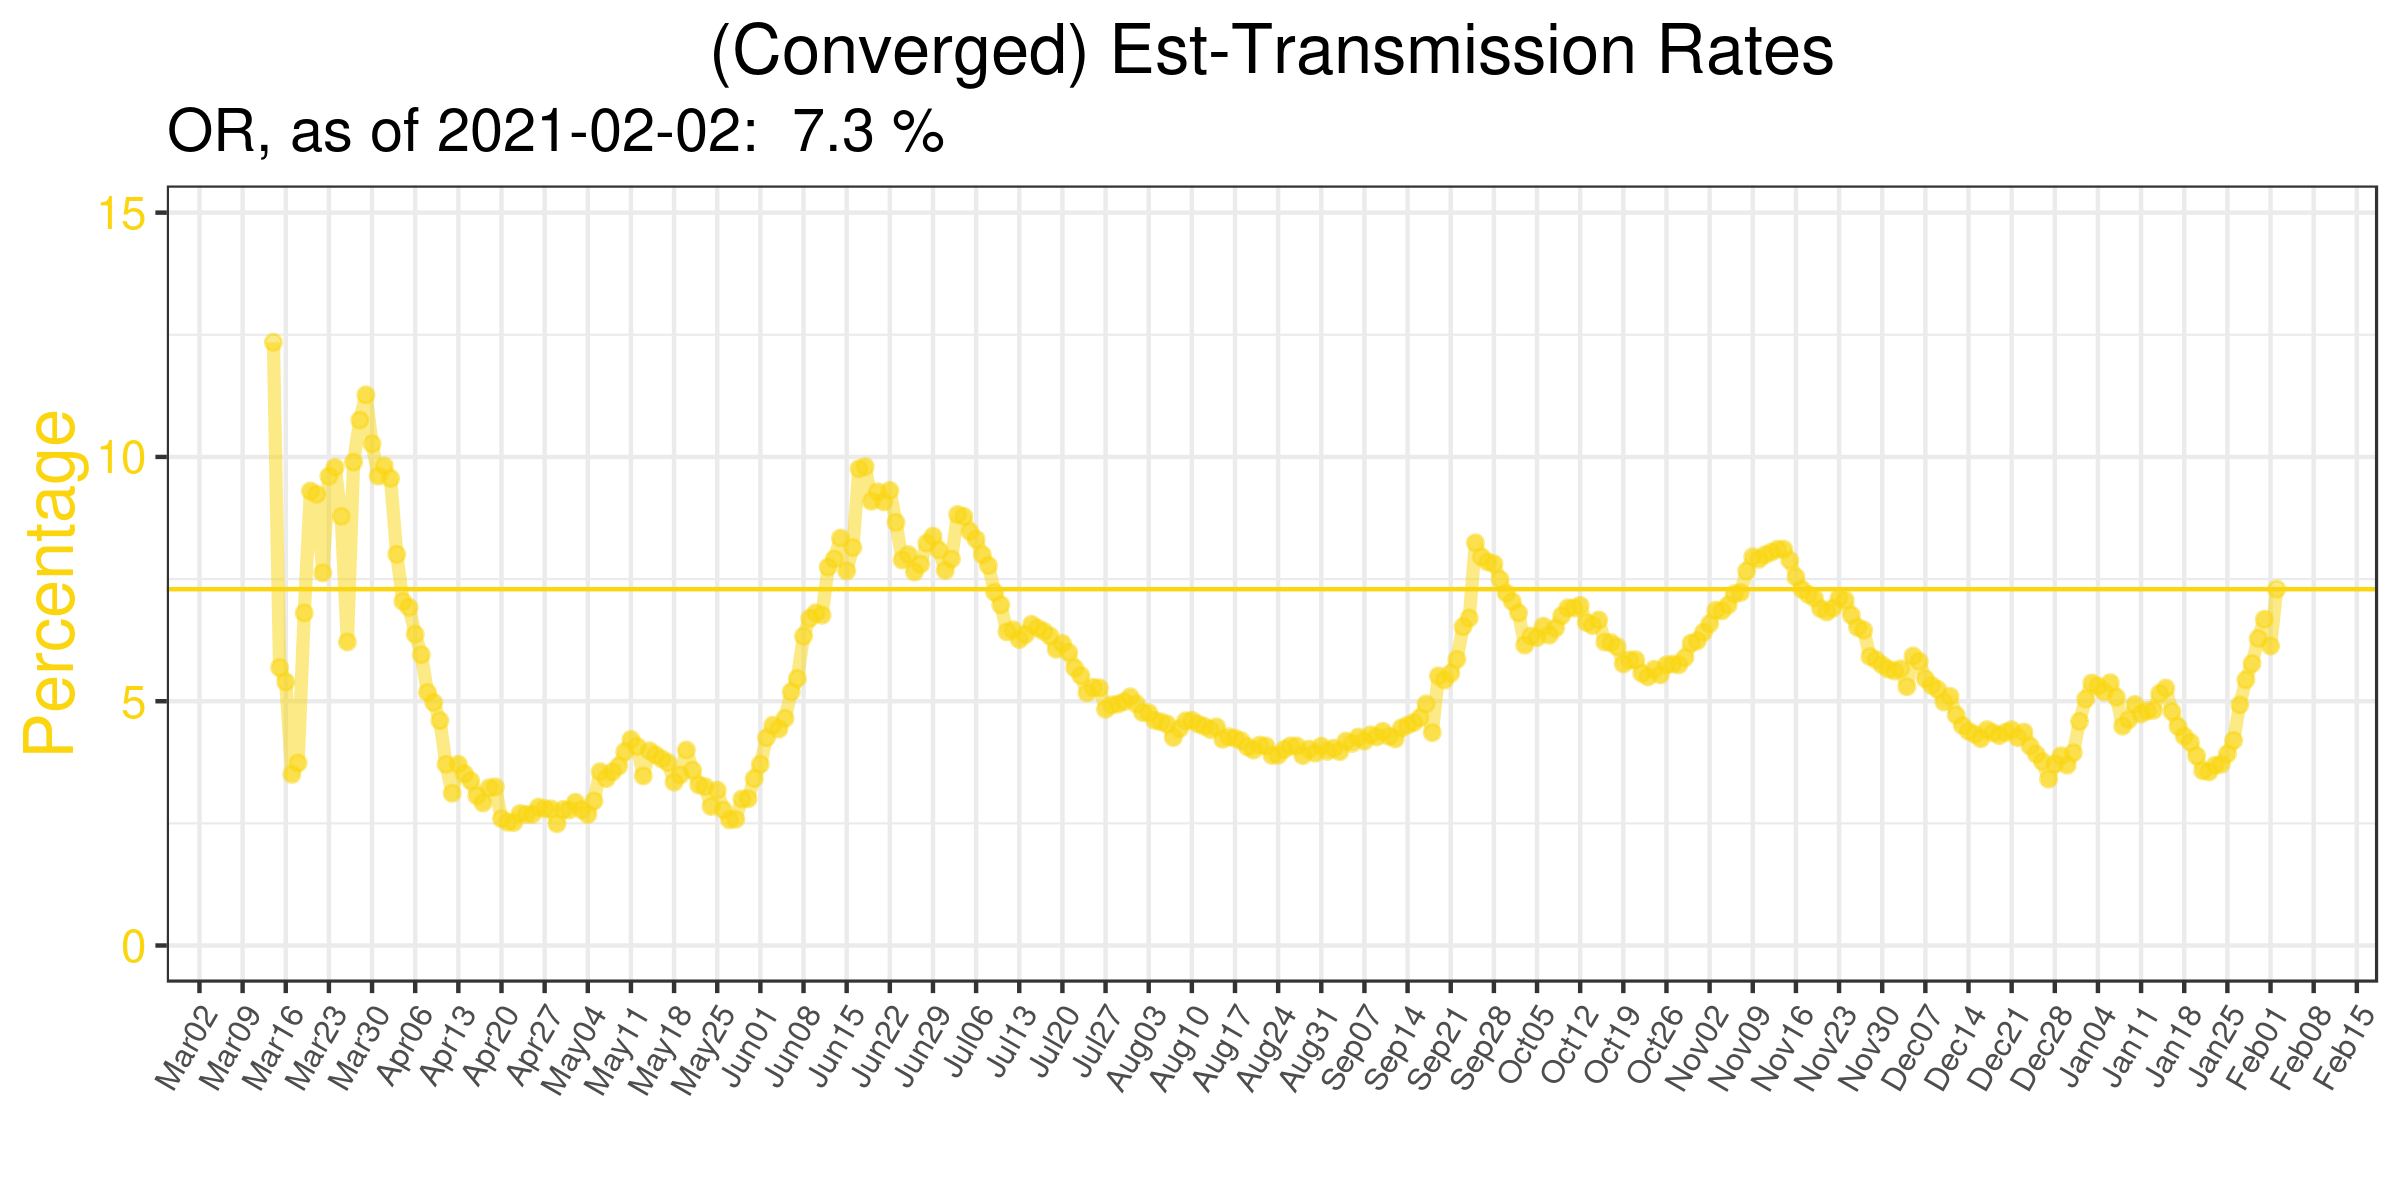 (Converged) Est-Transmission Rates
OR, as of 2021-02-02:  7.3 %
Percentage
15
10
5
0
Mar02
Mar09
Mar16
Mar23
Mar30
Apr06
Apr13
Apr20
Apr27
May04
May11
May18
May25
Jun01
Jun08
Jun15
Jun22
Jun29
Jul06
Jul13
Jul20
Jul27
Aug03
Aug10
Aug17
Aug24
Aug31
Sep07
Sep14
Sep21
Sep28
Oct05
Oct12
Oct19
Oct26
Nov02
Nov09
Nov16
Nov23
Nov30
Dec07
Dec14
Dec21
Dec28
Jan04
Jan11
Jan18
Jan25
Feb01
Feb08
Feb15